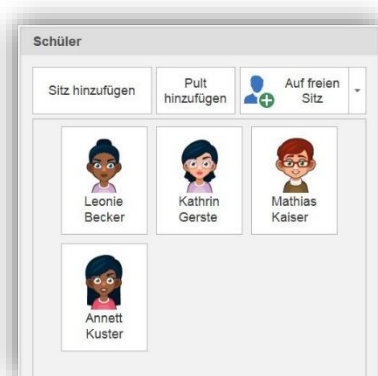 Schüler
Sitz hinzufügen
Pult
hinzufügen
Auf freien
Sitz
Leonie
Becker
Kathrin
Gerste
Mathias
Kaiser
Annett
Kuster